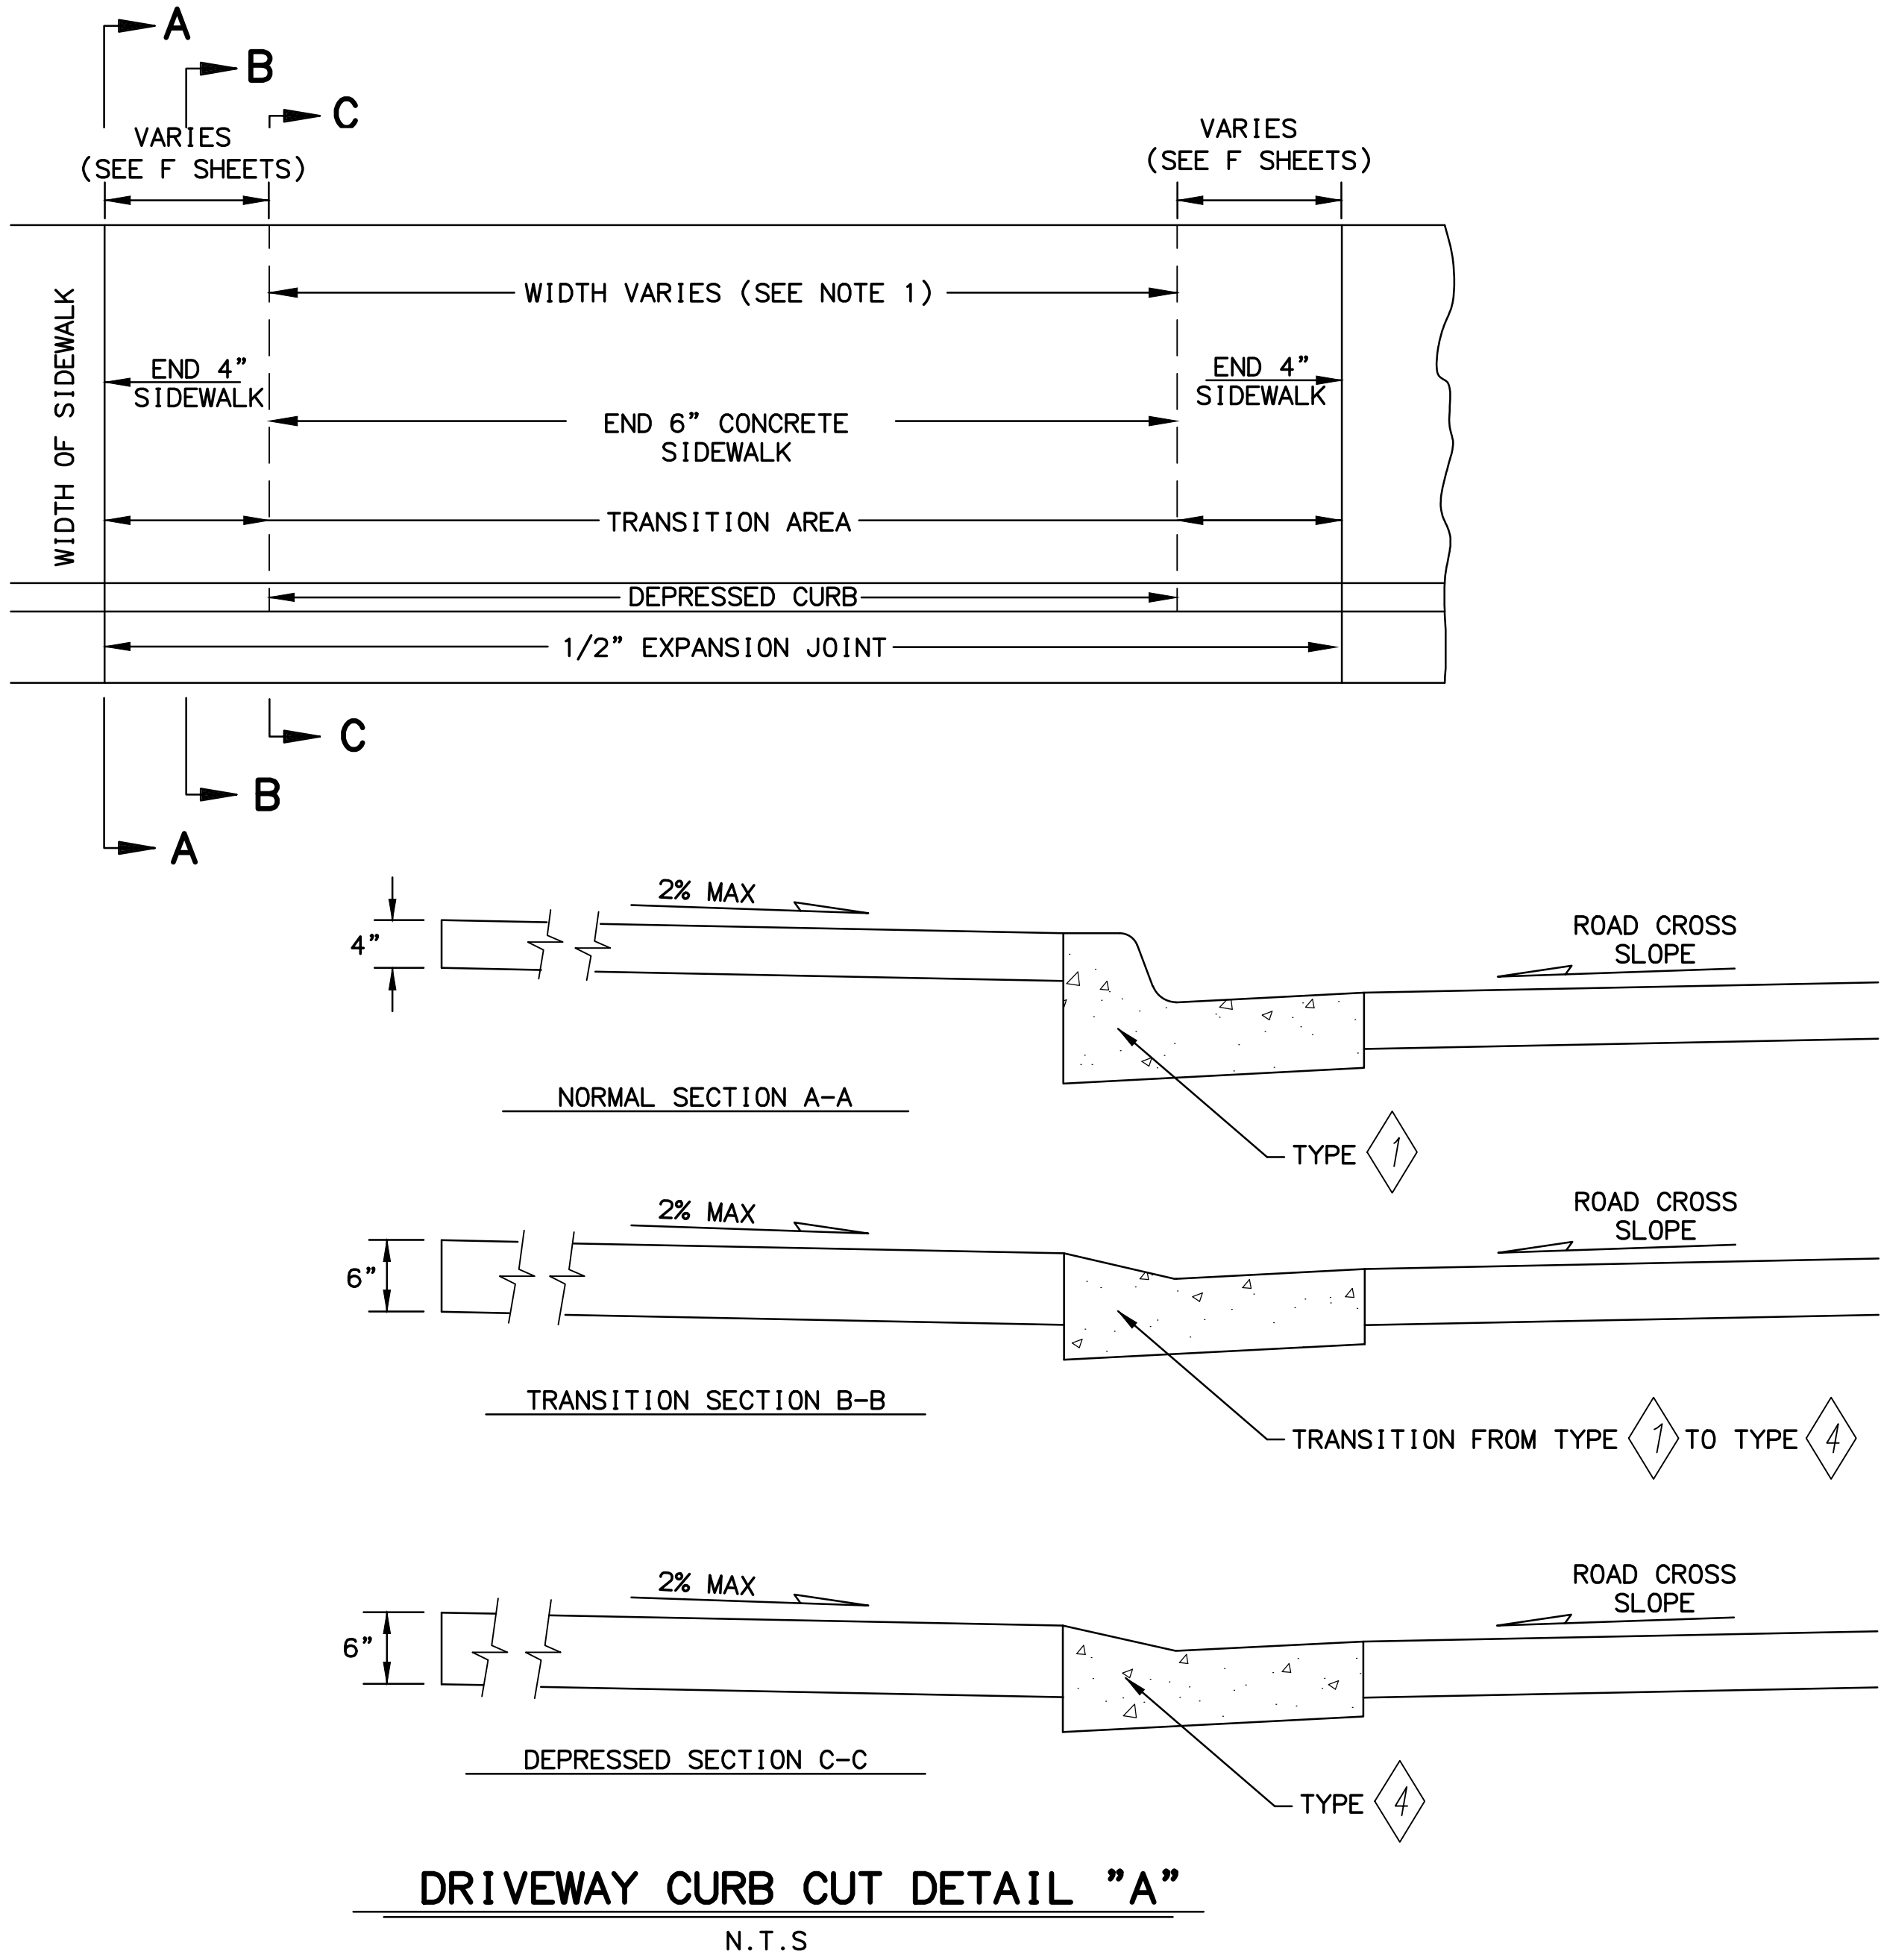 A
B
C
VARIES
(SEE F SHEETS)
VARIES
(SEE F SHEETS)
WIDTH OF SIDEWALK
WIDTH VARIES (SEE NOTE 1)
END 4"
SIDEWALK
END 4"
SIDEWALK
END 6" CONCRETE
SIDEWALK
TRANSITION AREA
DEPRESSED CURB
1/2" EXPANSION JOINT
C
B
A
2% MAX
4"
ROAD CROSS
SLOPE
NORMAL SECTION A-A
TYPE 1
2% MAX
6"
ROAD CROSS
SLOPE
TRANSITION SECTION B-B
TRANSITION FROM TYPE 1 TO TYPE 4
2% MAX
6"
ROAD CROSS
SLOPE
DEPRESSED SECTION C-C
TYPE 4
DRIVEWAY CURB CUT DETAIL "A"
N.T.S